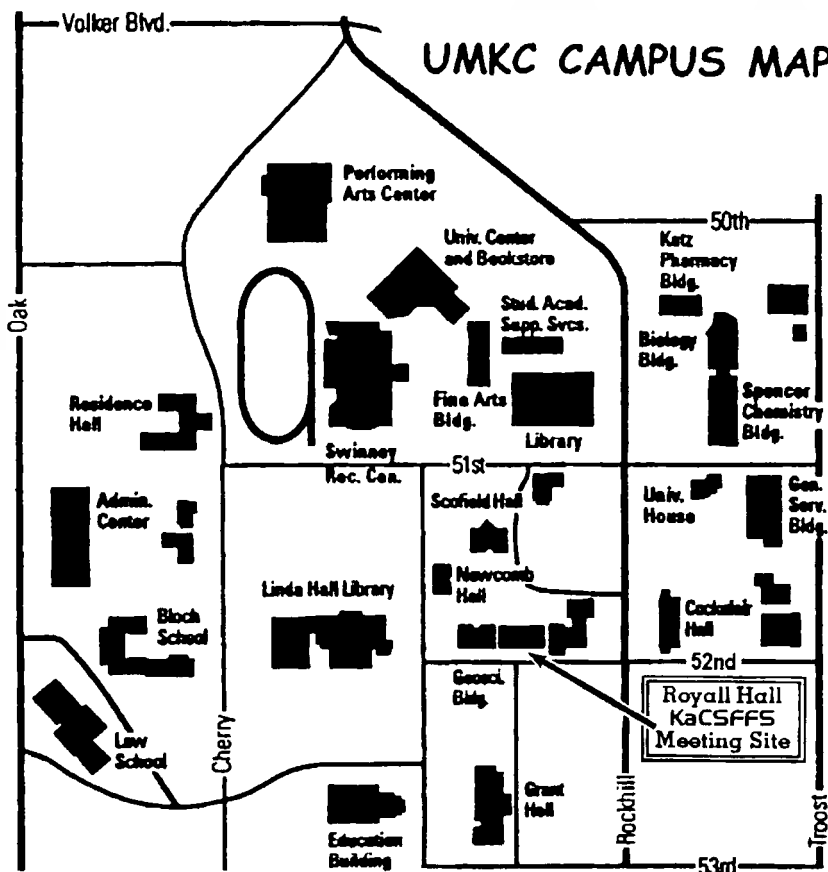 Volker Blvd.
UMKC CAMPUS MAP
Performing
Arts Center
50th
Univ. Center
and Bookstore
Katz
Pharmacy
Bldg.
Oak
Stud. Acad.
Supp. Svcs.
Biology
Bldg.
Residence
Hall
Fine Arts
Bldg.
Spencer
Chemistry
Bldg.
Library
Swinney
Rec. Cen.
51st
Admin.
Center
Scofield Hall
Univ.
House
Gen.
Serv.
Bldg.
Linda Hall Library
Newcomb
Hall
Bloch
School
Cockefair
Hall
52nd
Geosci.
Bldg.
Royall Hall
KaCSFFS
Meeting Site
Law
School
Cherry
Grant
Hall
Rockhill
Troost
Education
Building
53rd